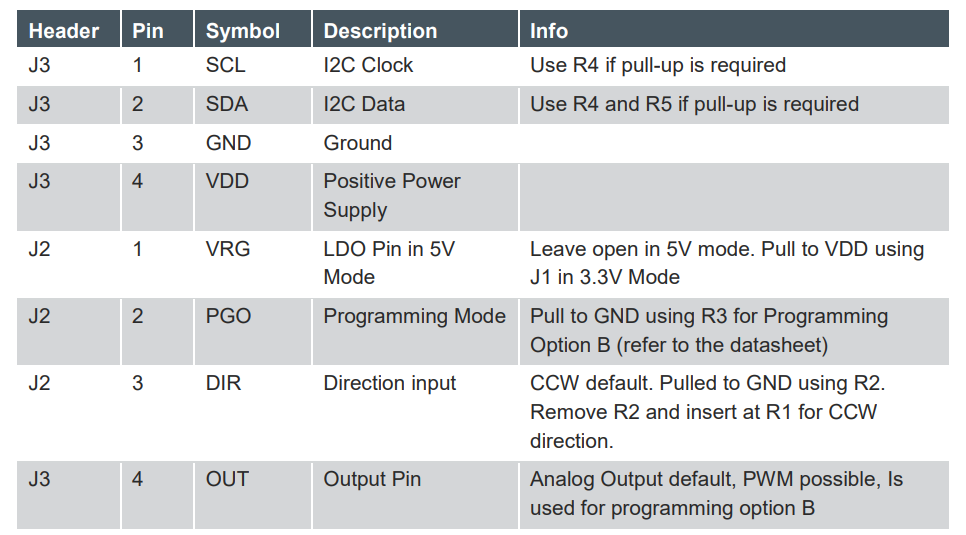 Header Pin Symbol Description Info
J3 1 SCL I2C Clock Use R4 if pull-up is required
J3 2 SDA I2C Data Use R4 and R5 if pull-up is required
J3 3 GND Ground
J3 4 VDD Positive Power
Supply
J2 1 VRG LDO Pin in 5V Leave open in 5V mode. Pull to VDD using
Mode J1 in 3.3V Mode
J2 2 PGO Programming Mode Pull to GND using R3 for Programming
Option B (refer to the datasheet)
J2 3 DIR Direction input CCW default. Pulled to GND using R2.
Remove R2 and insert at R1 for CCW
direction.
J3 4 OUT Output Pin Analog Output default, PWM possible, Is
used for programming option B